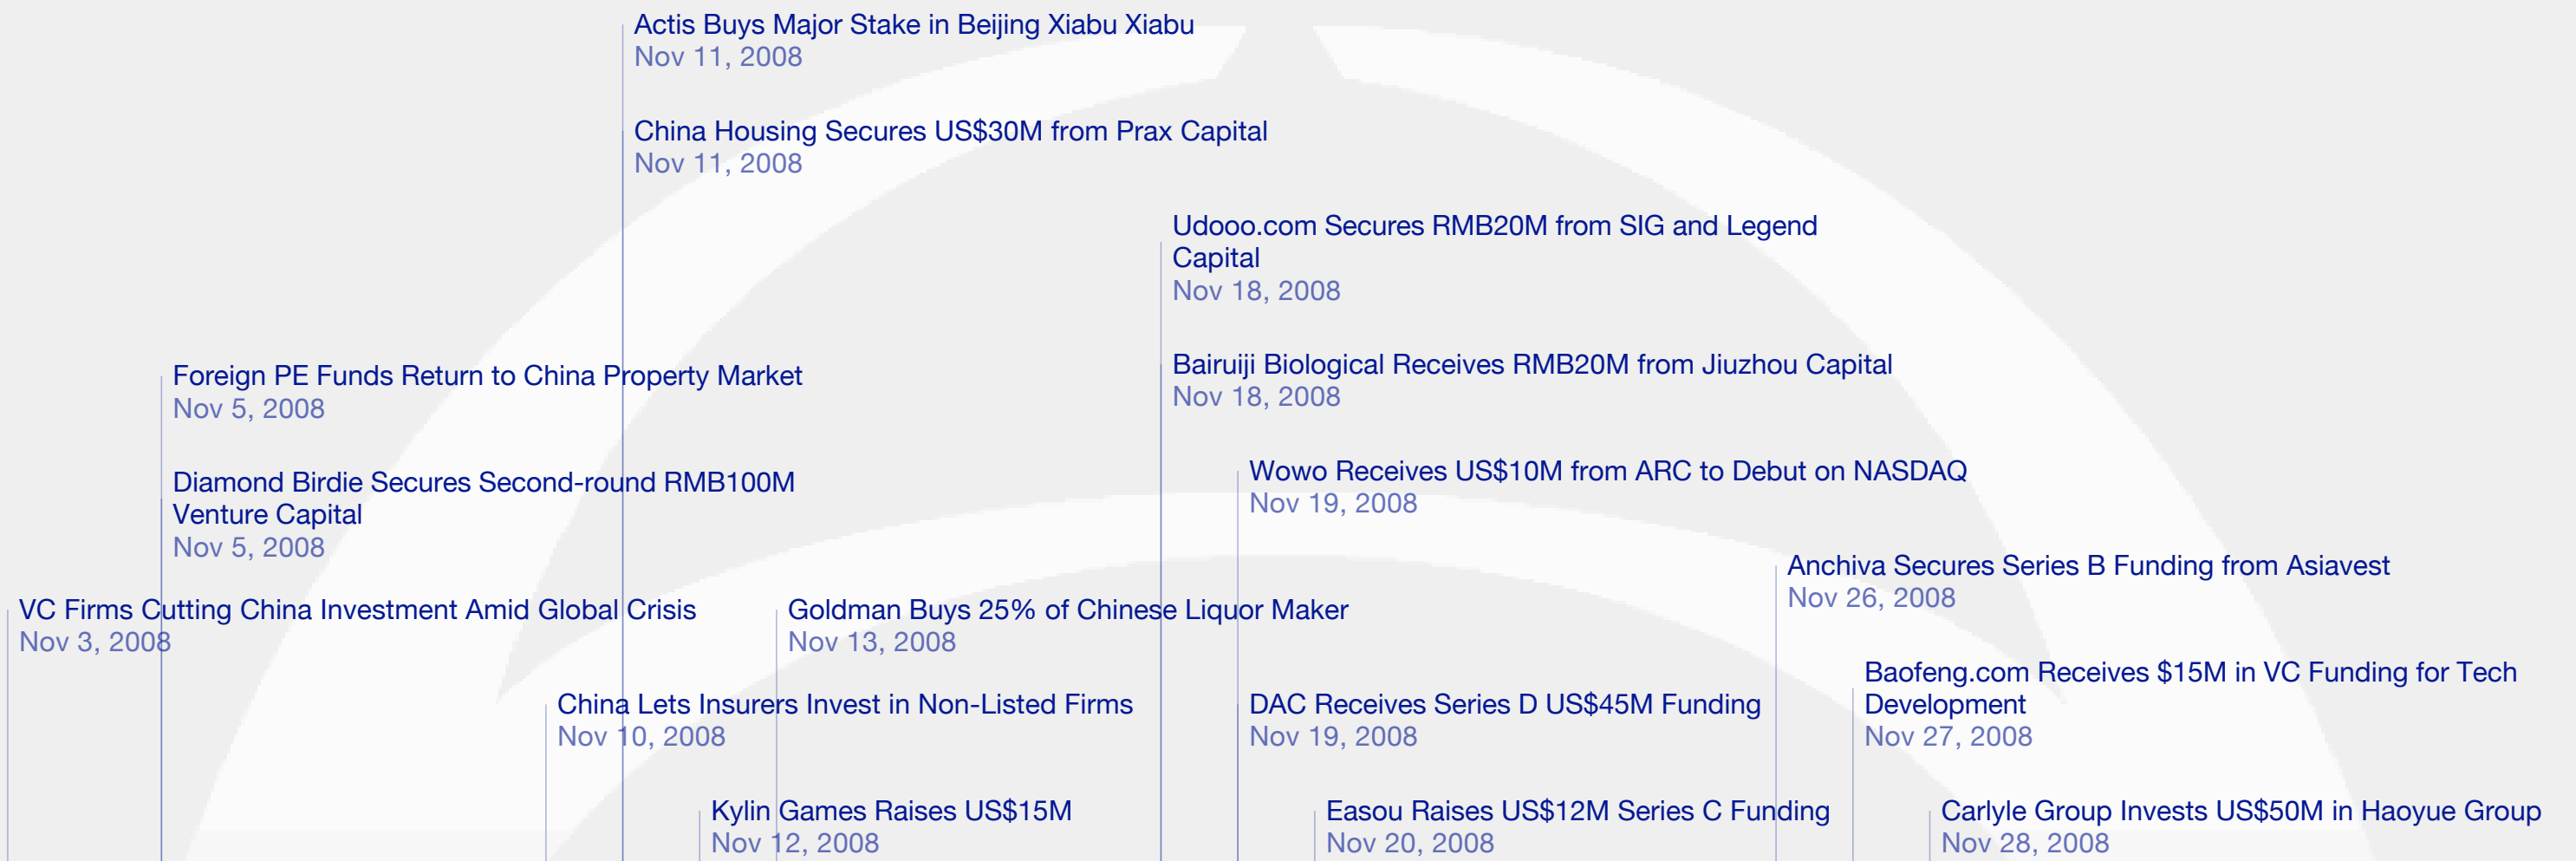 Actis Buys Major Stake in Beijing Xiabu Xiabu
Nov 11, 2008
China Housing Secures US$30M from Prax Capital
Nov 11, 2008
Udooo.com Secures RMB20M from SIG and Legend
Capital
Nov 18, 2008
Bairuiji Biological Receives RMB20M from Jiuzhou Capital
Nov 18, 2008
Foreign PE Funds Return to China Property Market
Nov 5, 2008
Diamond Birdie Secures Second-round RMB100M
Venture Capital
Nov 5, 2008
Wowo Receives US$10M from ARC to Debut on NASDAQ
Nov 19, 2008
Anchiva Secures Series B Funding from Asiavest
Nov 26, 2008
VC Firms Cutting China Investment Amid Global Crisis
Nov 3, 2008
Goldman Buys 25% of Chinese Liquor Maker
Nov 13, 2008
Baofeng.com Receives $15M in VC Funding for Tech
Development
Nov 27, 2008
China Lets Insurers Invest in Non-Listed Firms
Nov 10, 2008
DAC Receives Series D US$45M Funding
Nov 19, 2008
Kylin Games Raises US$15M
Nov 12, 2008
Easou Raises US$12M Series C Funding
Nov 20, 2008
Carlyle Group Invests US$50M in Haoyue Group
Nov 28, 2008